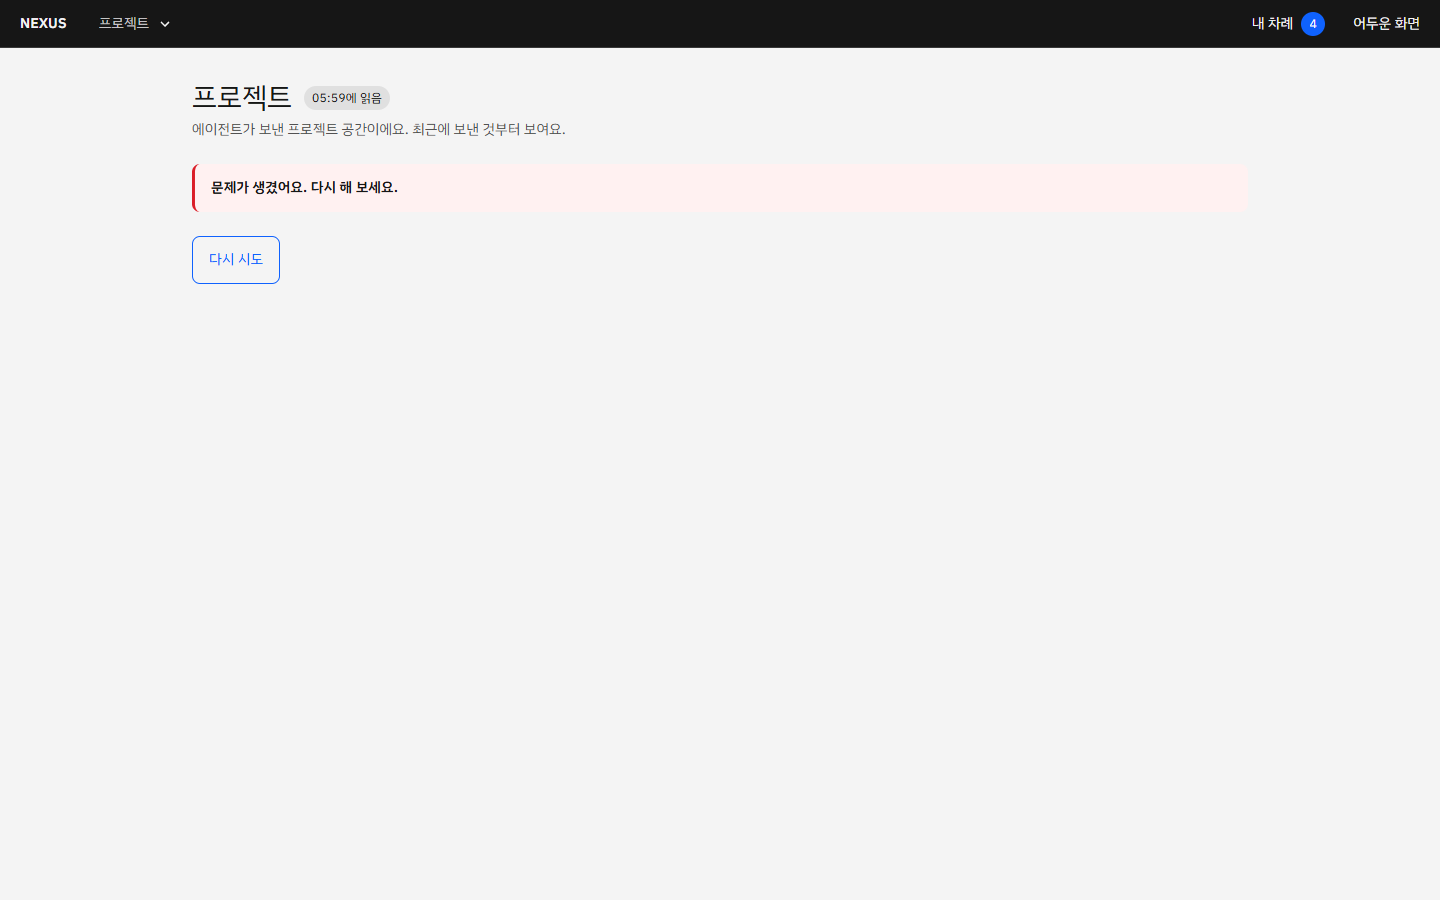 NEXUS 프로젝트 내 차례 4 어두운 화면
프로젝트 05:59에 읽음
에이전트가 보낸 프로젝트 공간이에요. 최근에 보낸 것부터 보여요.
문제가 생겼어요. 다시 해 보세요.
다시 시도